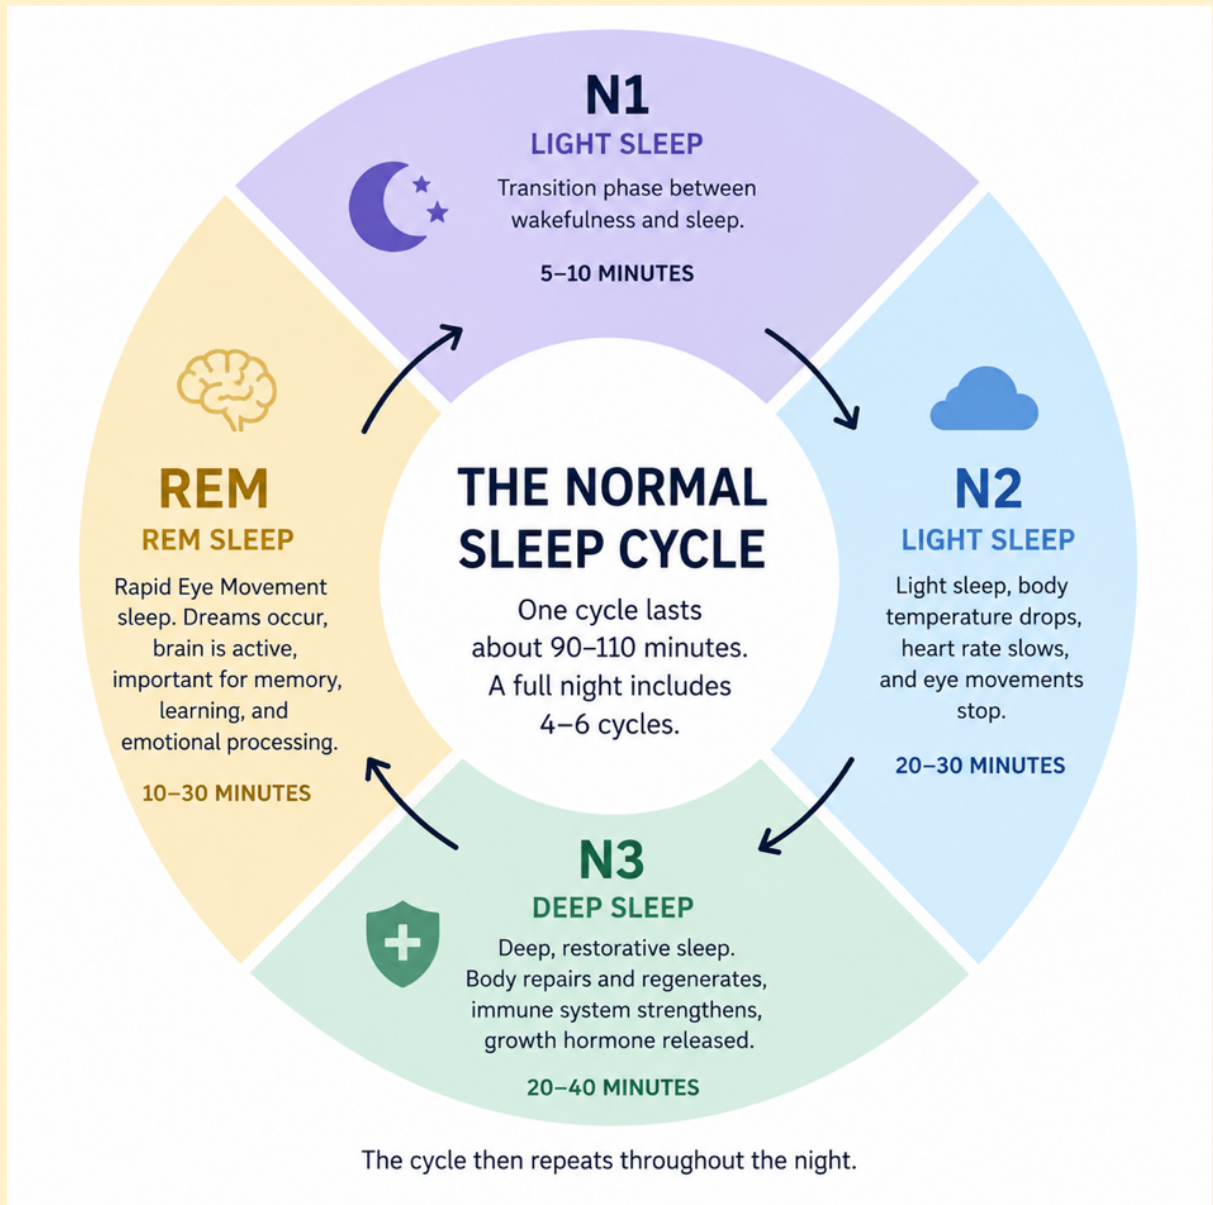 N1
LIGHT SLEEP
Transition phase between
wakefulness and sleep.
5–10 MINUTES
N2
LIGHT SLEEP
Light sleep, body
temperature drops,
heart rate slows,
and eye movements
stop.
20–30 MINUTES
N3
DEEP SLEEP
Deep, restorative sleep.
Body repairs and regenerates,
immune system strengthens,
growth hormone released.
20–40 MINUTES
REM
REM SLEEP
Rapid Eye Movement
sleep. Dreams occur,
brain is active,
important for memory,
learning, and
emotional processing.
10–30 MINUTES
THE NORMAL
SLEEP CYCLE
One cycle lasts
about 90–110 minutes.
A full night includes
4–6 cycles.
The cycle then repeats throughout the night.